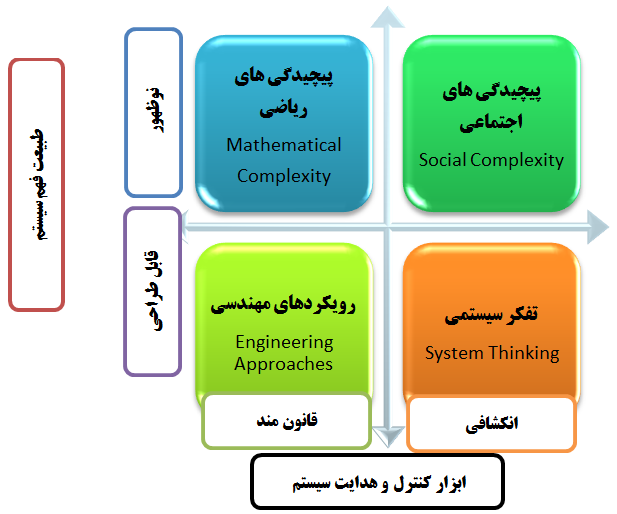 طبیعت فهم سیستم
نوظهور
قابل طراحی
پیچیدگی های
ریاضی
Mathematical
Complexity
پیچیدگی های
اجتماعی
Social Complexity
رویکردهای مهندسی
Engineering
Approaches
تفکر سیستمی
System Thinking
قانون مند
انکشافی
ابزار کنترل و هدایت سیستم